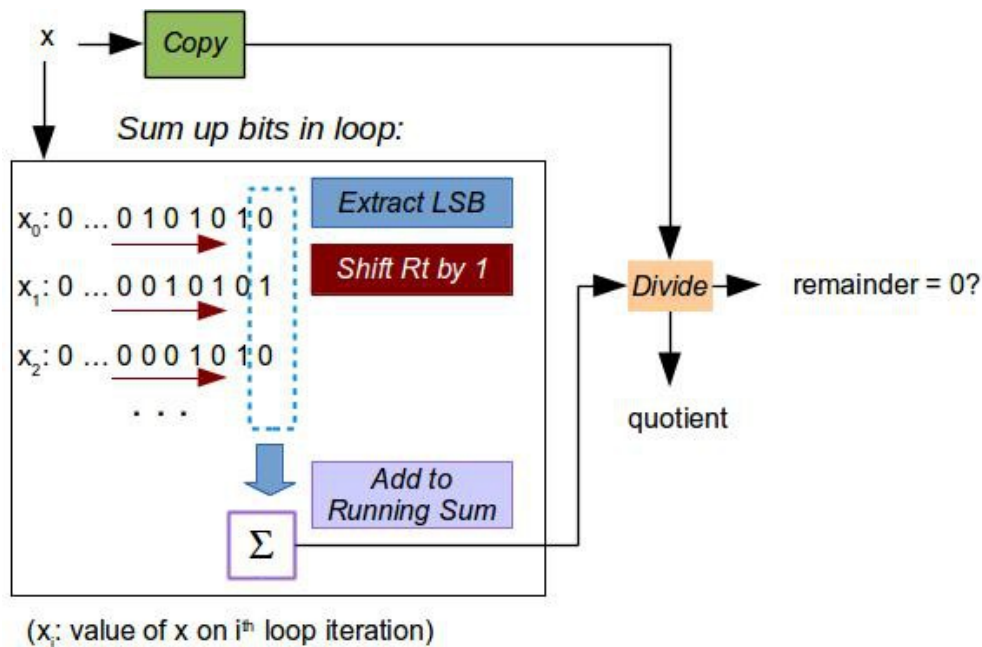 x
Copy
Sum up bits in loop:
x₀: 0 ... 0 1 0 1 0 1 0
Extract LSB
Shift Rt by 1
x₁: 0 ... 0 0 1 0 1 0 1
x₂: 0 ... 0 0 0 1 0 1 0
. . .
Divide
remainder = 0?
quotient
Add to
Running Sum
Σ
(xᵢ: value of x on iᵗʰ loop iteration)